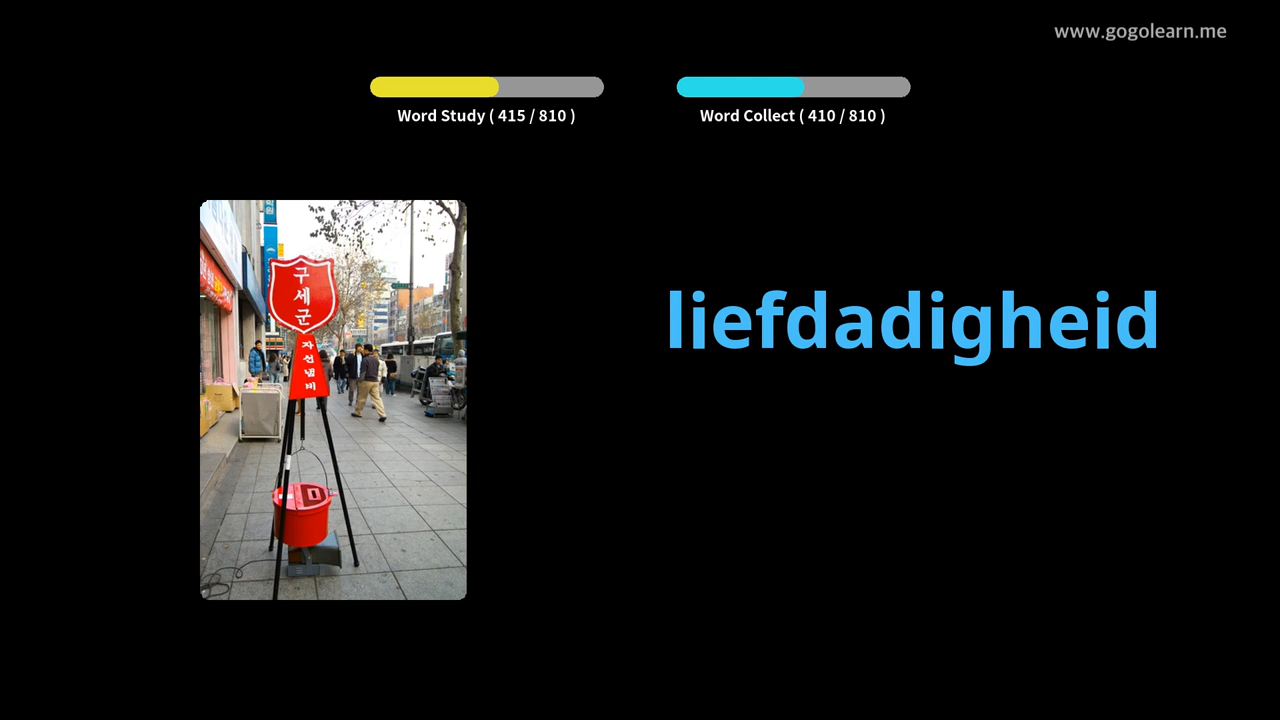 www.gogolearn.me
Word Study ( 415 / 810 )
Word Collect ( 410 / 810 )
liefdadigheid
구
세
군
자
선
냄
비